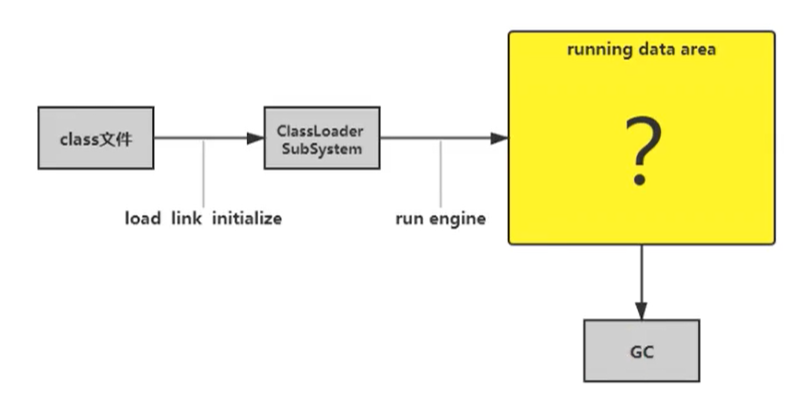 running data area
?
class文件
ClassLoader
SubSystem
load link initialize
run engine
GC